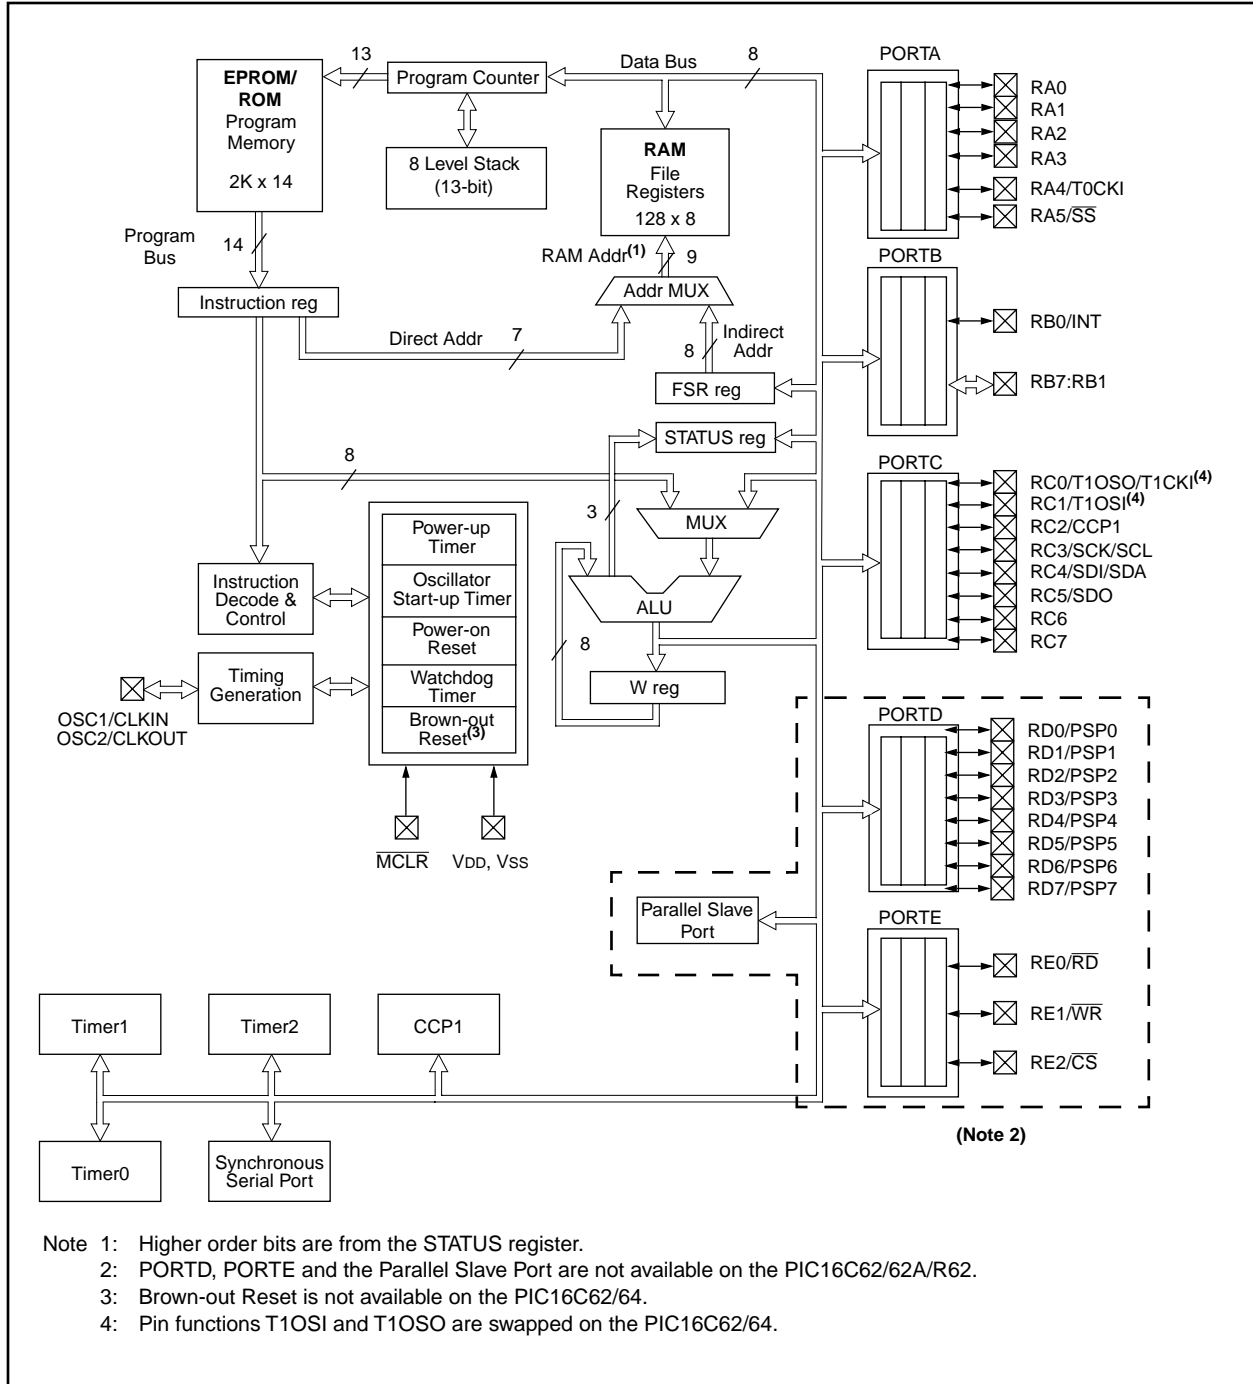 EPROM/
ROM
Program
Memory
2K x 14
13
Program Counter
Data Bus
8
8 Level Stack
(13-bit)
RAM
File
Registers
128 x 8
Program
Bus
14
RAM Addr(1)
9
Addr MUX
Instruction reg
Direct Addr
7
8
Indirect
Addr
FSR reg
STATUS reg
8
3
MUX
ALU
8
W reg
Power-up
Timer
Oscillator
Start-up Timer
Power-on
Reset
Watchdog
Timer
Brown-out
Reset(3)
Instruction
Decode &
Control
Timing
Generation
OSC1/CLKIN
OSC2/CLKOUT
MCLR
VDD, VSS
PORTA
RA0
RA1
RA2
RA3
RA4/T0CKI
RA5/SS
PORTB
RB0/INT
RB7:RB1
PORTC
RC0/T1OSO/T1CKI(4)
RC1/T1OSI(4)
RC2/CCP1
RC3/SCK/SCL
RC4/SDI/SDA
RC5/SDO
RC6
RC7
PORTD
RD0/PSP0
RD1/PSP1
RD2/PSP2
RD3/PSP3
RD4/PSP4
RD5/PSP5
RD6/PSP6
RD7/PSP7
Parallel Slave
Port
PORTE
RE0/RD
RE1/WR
RE2/CS
(Note 2)
Timer1
Timer2
CCP1
Timer0
Synchronous
Serial Port
Note 1: Higher order bits are from the STATUS register.
2: PORTD, PORTE and the Parallel Slave Port are not available on the PIC16C62/62A/R62.
3: Brown-out Reset is not available on the PIC16C62/64.
4: Pin functions T1OSI and T1OSO are swapped on the PIC16C62/64.